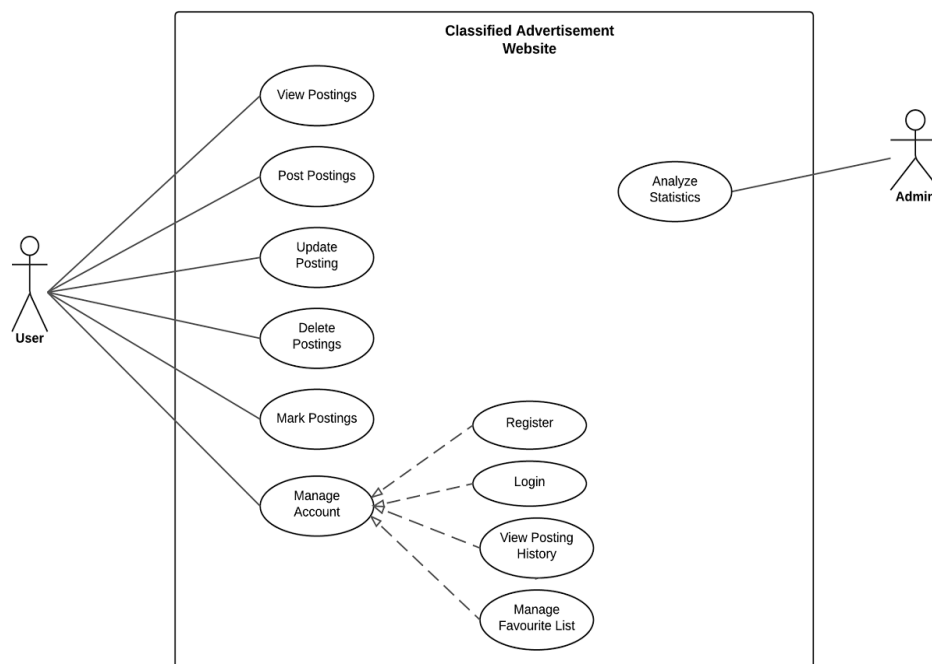 Classified Advertisement
Website
View Postings
Post Postings
Analyze
Statistics
Admin
Update
Posting
User
Delete
Postings
Mark Postings
Register
Login
Manage
Account
View Posting
History
Manage
Favourite List